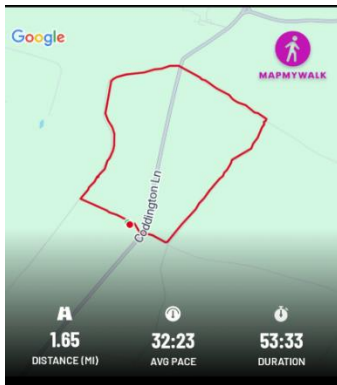 Google
MAPMYWALK
Coddington Ln
1.65
32:23
53:33
DISTANCE (MI)
AVG PACE
DURATION